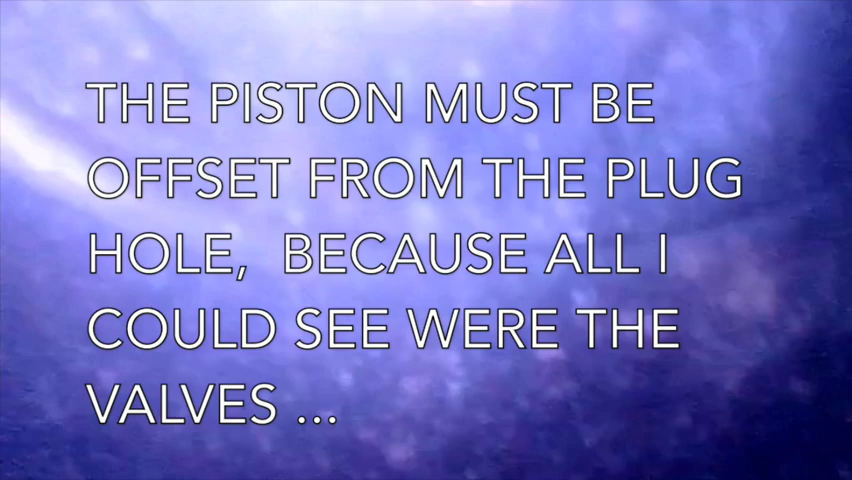 THE PISTON MUST BE
OFFSET FROM THE PLUG
HOLE, BECAUSE ALL I
COULD SEE WERE THE
VALVES ...